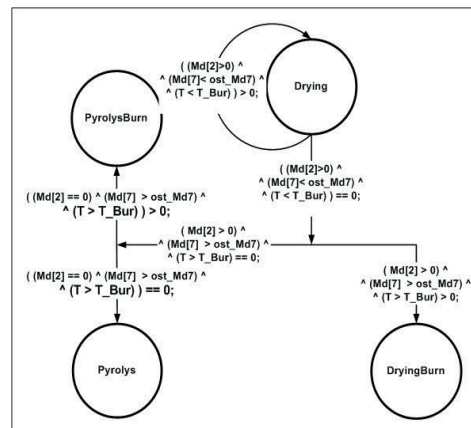 ( (Md[2]>0) ^
^ (Md[7]< ost_Md7) ^
^ (T < T_Bur) ) > 0;
Drying
PyrolysBurn
( (Md[2]>0) ^
^ (Md[7]< ost_Md7) ^
^ (T < T_Bur) ) == 0;
( (Md[2] == 0) ^ (Md[7] > ost_Md7) ^
^ (T > T_Bur) ) > 0;
( Md[2] > 0) ^
^ (Md[7] > ost_Md7) ^
^ (T > T_Bur) == 0;
( (Md[2] == 0) ^ (Md[7] > ost_Md7) ^
^ (T > T_Bur) ) == 0;
( Md[2] > 0) ^
^ (Md[7] > ost_Md7) ^
^ (T > T_Bur) > 0;
Pyrolys
DryingBurn